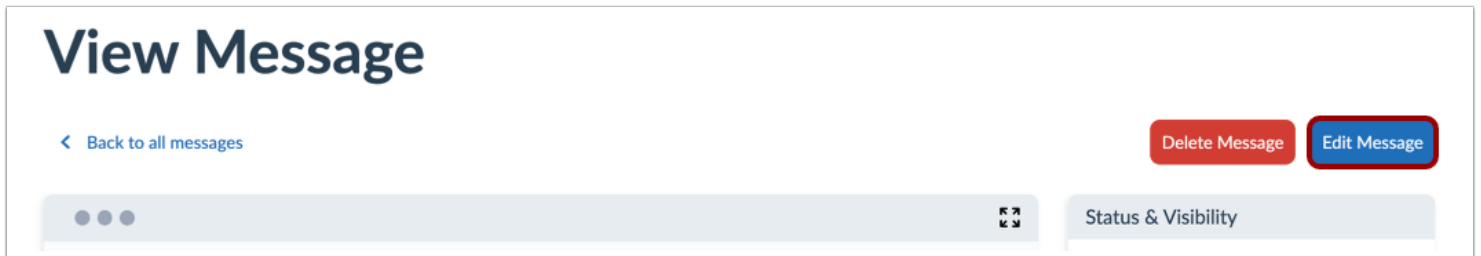 View Message
Back to all messages
Delete Message
Edit Message
Status & Visibility